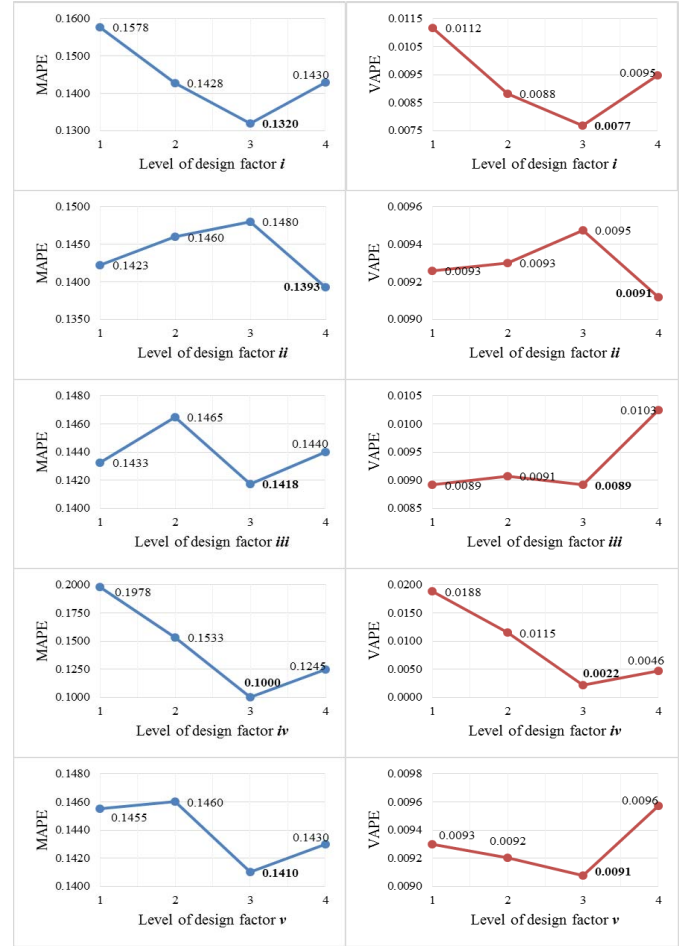 0.1600
0.1500
0.1400
0.1300
MAPE
0.1578
0.1428
0.1320
0.1430
1 2 3 4
Level of design factor i
0.0115
0.0105
0.0095
0.0085
0.0075
VAPE
0.0112
0.0088
0.0077
0.0095
1 2 3 4
Level of design factor i
0.1500
0.1450
0.1400
0.1350
MAPE
0.1423
0.1460
0.1480
0.1393
1 2 3 4
Level of design factor ii
0.0096
0.0094
0.0092
0.0090
VAPE
0.0093
0.0093
0.0095
0.0091
1 2 3 4
Level of design factor ii
0.1480
0.1460
0.1440
0.1420
0.1400
MAPE
0.1433
0.1465
0.1418
0.1440
1 2 3 4
Level of design factor iii
0.0105
0.0100
0.0095
0.0090
0.0085
VAPE
0.0089
0.0091
0.0089
0.0103
1 2 3 4
Level of design factor iii
0.2000
0.1750
0.1500
0.1250
0.1000
MAPE
0.1978
0.1533
0.1000
0.1245
1 2 3 4
Level of design factor iv
0.0200
0.0150
0.0100
0.0050
0.0000
VAPE
0.0188
0.0115
0.0022
0.0046
1 2 3 4
Level of design factor iv
0.1480
0.1460
0.1440
0.1420
0.1400
MAPE
0.1455
0.1460
0.1410
0.1430
1 2 3 4
Level of design factor v
0.0098
0.0096
0.0094
0.0092
0.0090
VAPE
0.0093
0.0092
0.0091
0.0096
1 2 3 4
Level of design factor v